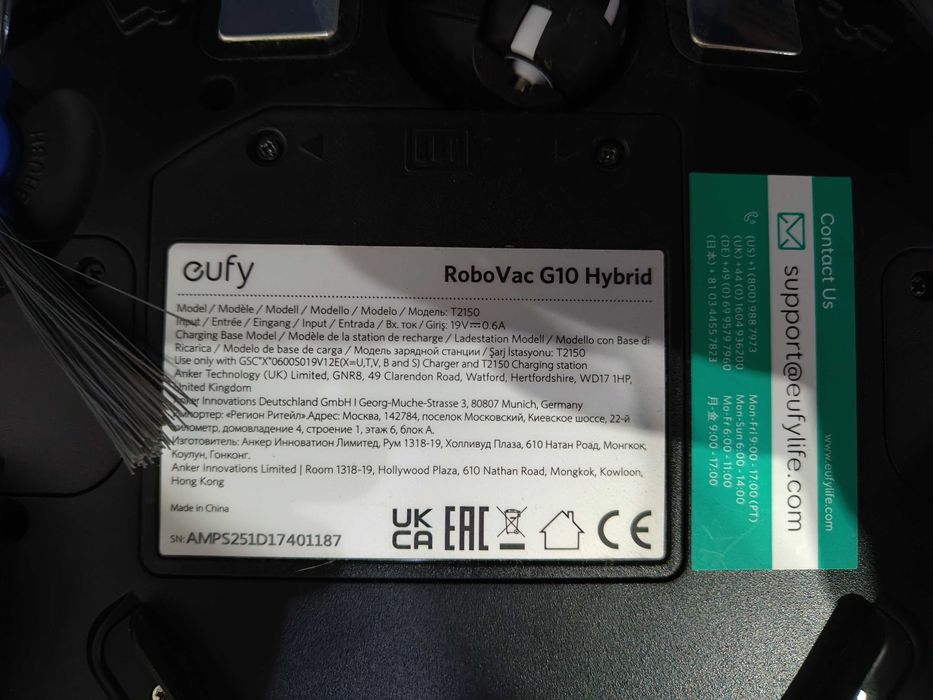 BRUSH
eufy
RoboVac G10 Hybrid
Model / Modèle / Modell / Modello / Modelo / Модель: T2150
Input / Entrée / Eingang / Input / Entrada / Вх. ток / Giriş: 19V⎓0.6A
Charging Base Model / Modèle de la station de recharge / Ladestation Modell / Modello con Base di
Ricarica / Modelo de base de carga / Модель зарядной станции / Şarj İstasyonu: T2150
Use only with GSC"X"0600S019V12E(X=U,T,V, B and S) Charger and T2150 Charging station
Anker Technology (UK) Limited, GNR8, 49 Clarendon Road, Watford, Hertfordshire, WD17 1HP,
United Kingdom
Anker Innovations Deutschland GmbH I Georg-Muche-Strasse 3, 80807 Munich, Germany
Импортер: «Регион Ритейл».Адрес: Москва, 142784, поселок Московский, Киевское шоссе, 22-й
километр, домовладение 4, строение 1, этаж 6, блок А.
Изготовитель: Анкер Инноватион Лимитед, Рум 1318-19, Холливуд Плаза, 610 Натан Роад, Монгкок,
Коулун, Гонконг.
Anker Innovations Limited | Room 1318-19, Hollywood Plaza, 610 Nathan Road, Mongkok, Kowloon,
Hong Kong
Made in China
SN: AMPS251D17401187
UK
CA
EAC
CE
Contact Us
support@eufylife.com
www.eufylife.com
(US) +1 (800) 988 7973 Mon-Fri 9:00 - 17:00 (PT)
(UK) +44 (0) 1604 936200 Mon-Sun 6:00 - 14:00
(DE) +49 (0) 69 9579 7960 Mo-Fr 6:00 - 11:00
(日本) + 81 03 4455 7823 月-金 9:00 - 17:00